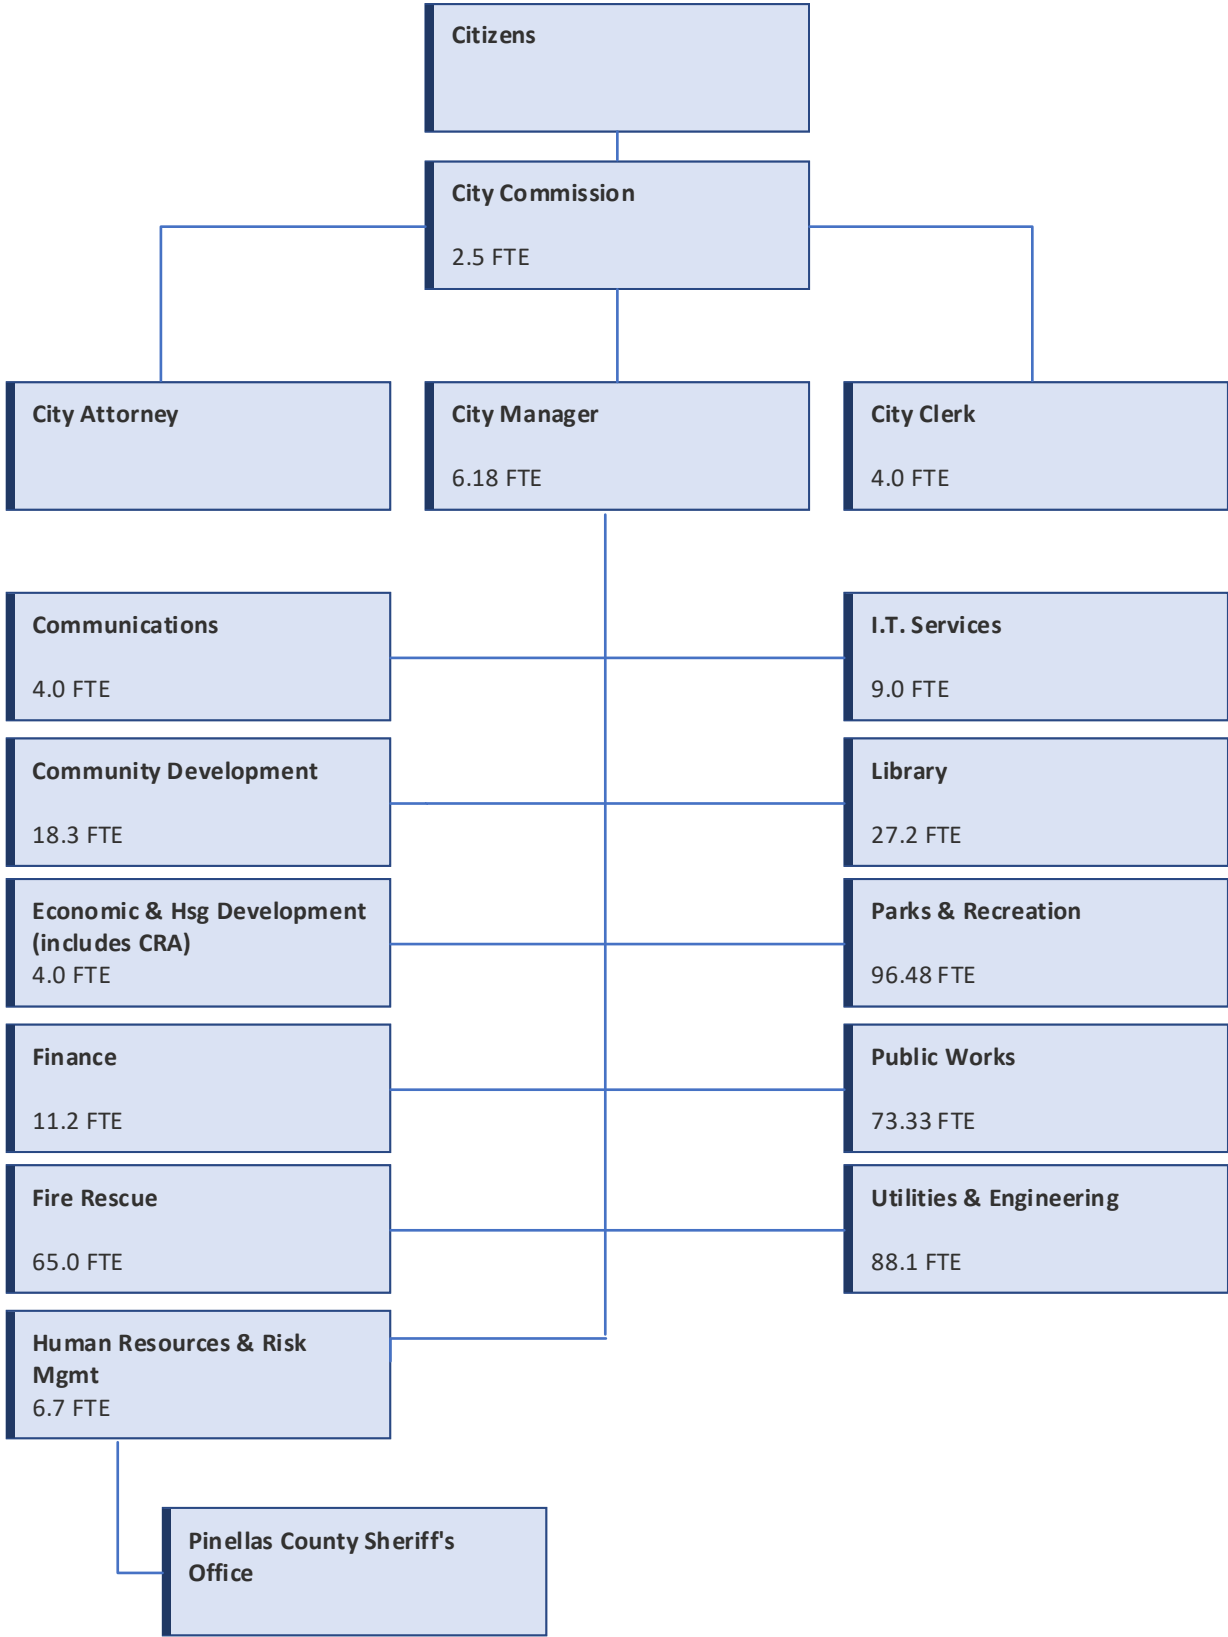 Citizens
City Commission
2.5 FTE
City Attorney
City Manager
6.18 FTE
City Clerk
4.0 FTE
Communications
4.0 FTE
I.T. Services
9.0 FTE
Community Development
18.3 FTE
Library
27.2 FTE
Economic & Hsg Development
(includes CRA)
4.0 FTE
Parks & Recreation
96.48 FTE
Finance
11.2 FTE
Public Works
73.33 FTE
Fire Rescue
65.0 FTE
Utilities & Engineering
88.1 FTE
Human Resources & Risk
Mgmt
6.7 FTE
Pinellas County Sheriff's
Office